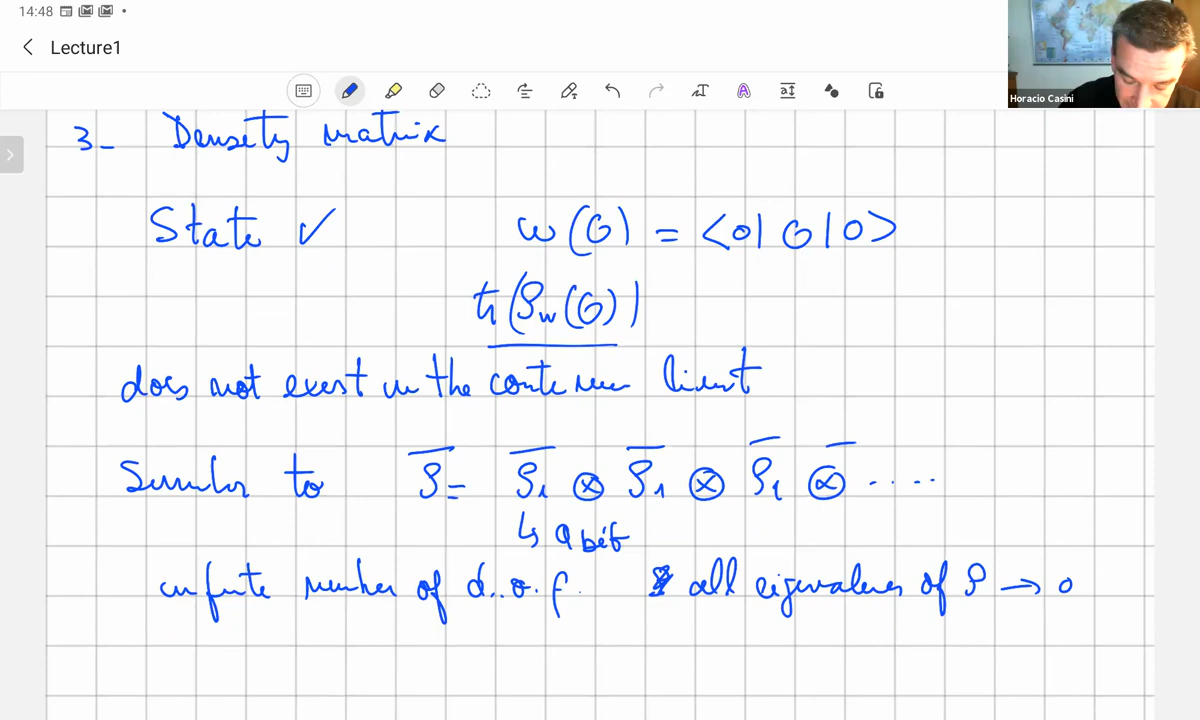 14:48
Lecture1
Horacio Casini
3- Density matrix
State ✓ ω(O) = <0| O |0>
tr(ρω(O))
does not exist in the continuum limit
Similar to ρ̄ = ρ̄₁ ⊗ ρ̄₁ ⊗ ρ̄₁ ⊗ ....
↳ qbit
infinite number of d.o.f. all eigenvalues of ρ → 0